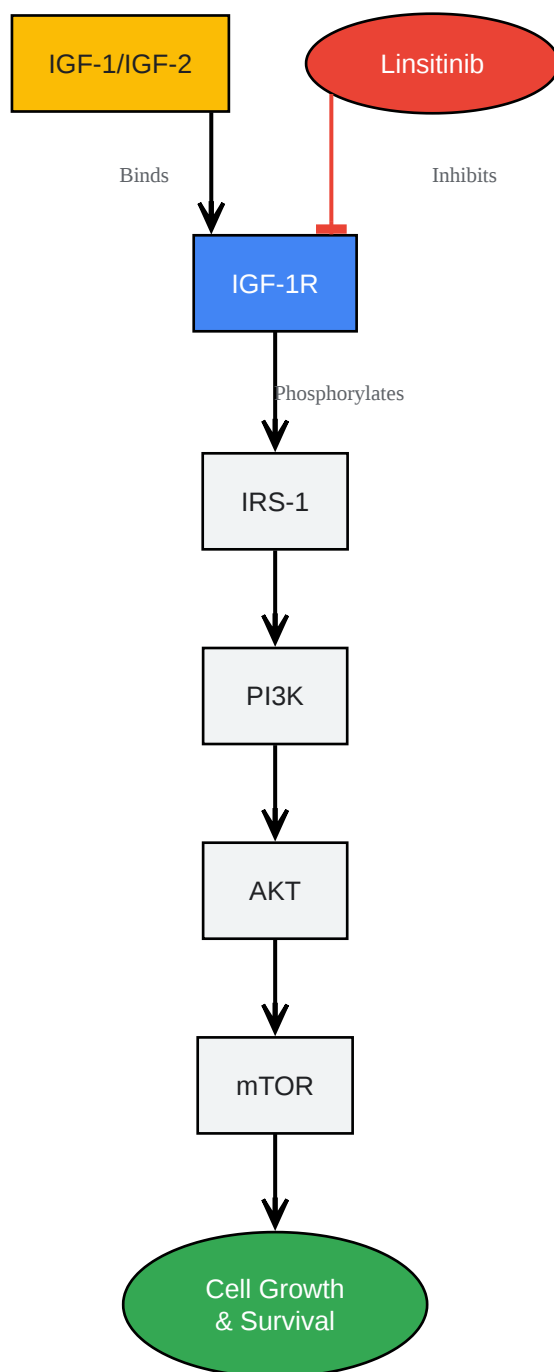 IGF-1/IGF-2
Linsitinib
Binds
Inhibits
IGF-1R
Phosphorylates
IRS-1
PI3K
AKT
mTOR
Cell Growth
& Survival